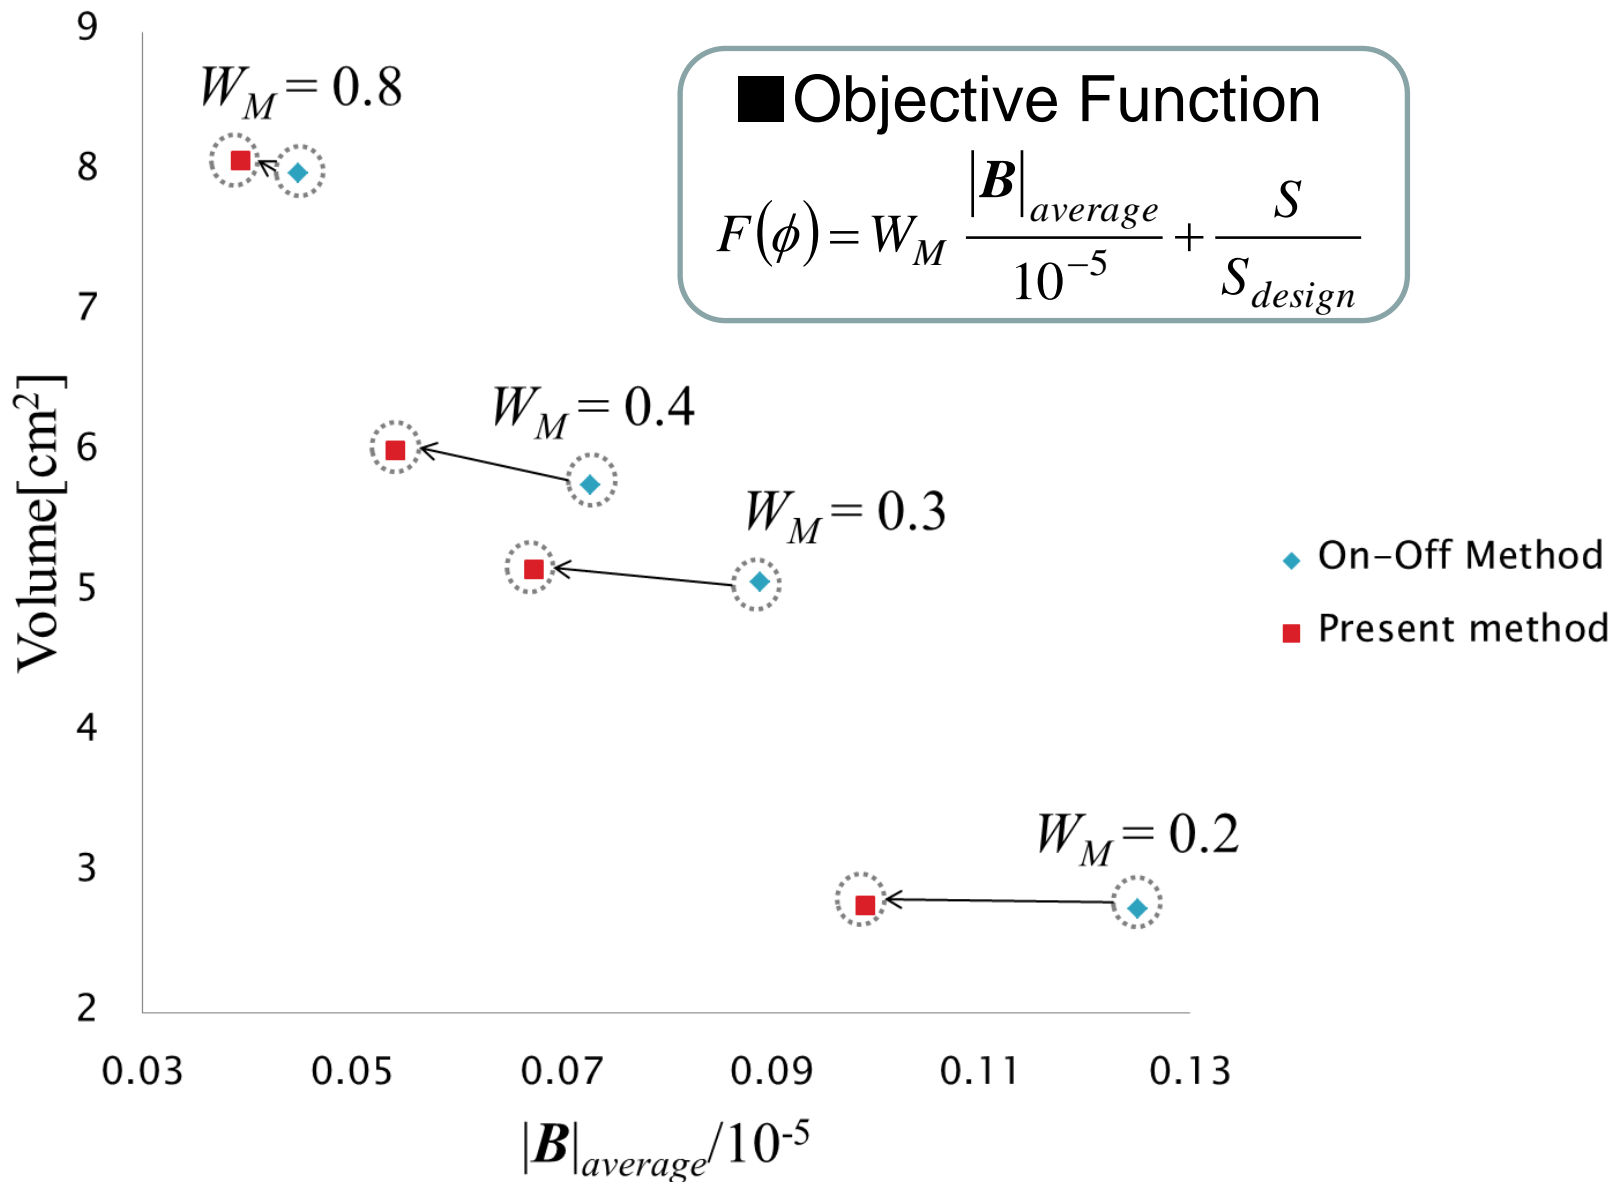 9
8
7
6
5
4
3
2
Volume[cm²]
W_M = 0.8
■Objective Function
F(ϕ) = W_M |B|_average / 10⁻⁵ + S / S_design
W_M = 0.4
W_M = 0.3
W_M = 0.2
On-Off Method
Present method
0.03 0.05 0.07 0.09 0.11 0.13
|B|_average/10⁻⁵